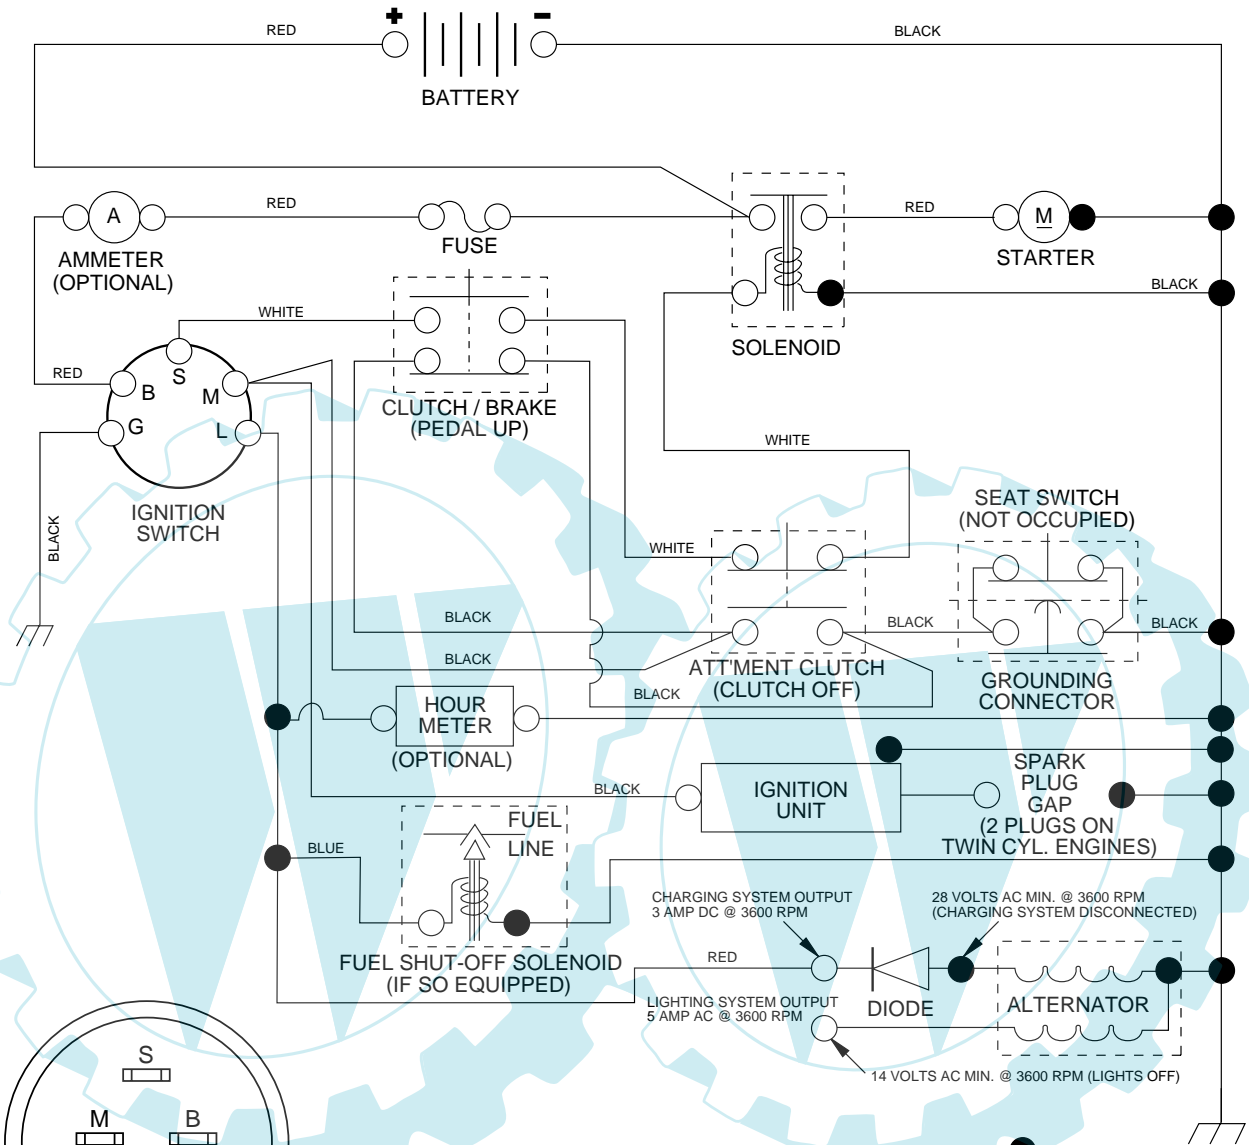 +
−
RED
BLACK
BATTERY
A
RED
RED
M
AMMETER
(OPTIONAL)
FUSE
STARTER
WHITE
BLACK
SOLENOID
RED
B
S
M
G
L
CLUTCH / BRAKE
(PEDAL UP)
WHITE
IGNITION
SWITCH
BLACK
SEAT SWITCH
(NOT OCCUPIED)
WHITE
BLACK
BLACK
BLACK
BLACK
ATT'MENT CLUTCH
(CLUTCH OFF)
BLACK
GROUNDING
CONNECTOR
HOUR
METER
(OPTIONAL)
BLACK
IGNITION
UNIT
SPARK
PLUG
GAP
(2 PLUGS ON
TWIN CYL. ENGINES)
FUEL
LINE
BLUE
CHARGING SYSTEM OUTPUT
3 AMP DC @ 3600 RPM
28 VOLTS AC MIN. @ 3600 RPM
(CHARGING SYSTEM DISCONNECTED)
FUEL SHUT-OFF SOLENOID
(IF SO EQUIPPED)
RED
LIGHTING SYSTEM OUTPUT
5 AMP AC @ 3600 RPM
DIODE
ALTERNATOR
14 VOLTS AC MIN. @ 3600 RPM (LIGHTS OFF)
S
M
B